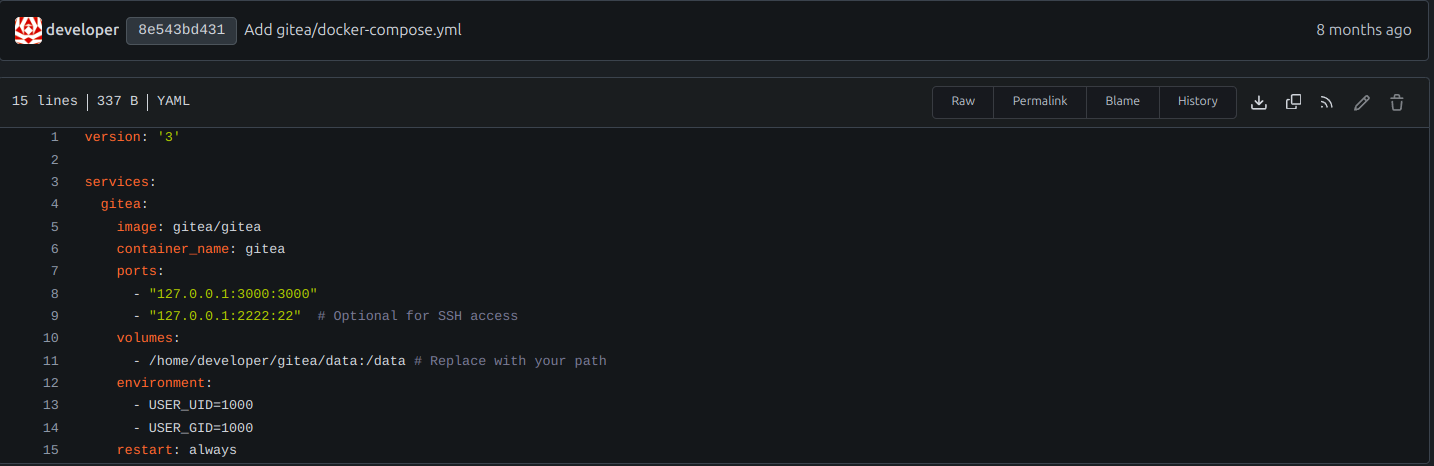 developer 8e543bd431 Add gitea/docker-compose.yml 8 months ago
15 lines | 337 B | YAML Raw Permalink Blame History
1 version: '3'
2
3 services:
4   gitea:
5     image: gitea/gitea
6     container_name: gitea
7     ports:
8       - "127.0.0.1:3000:3000"
9       - "127.0.0.1:2222:22"  # Optional for SSH access
10     volumes:
11       - /home/developer/gitea/data:/data # Replace with your path
12     environment:
13       - USER_UID=1000
14       - USER_GID=1000
15     restart: always